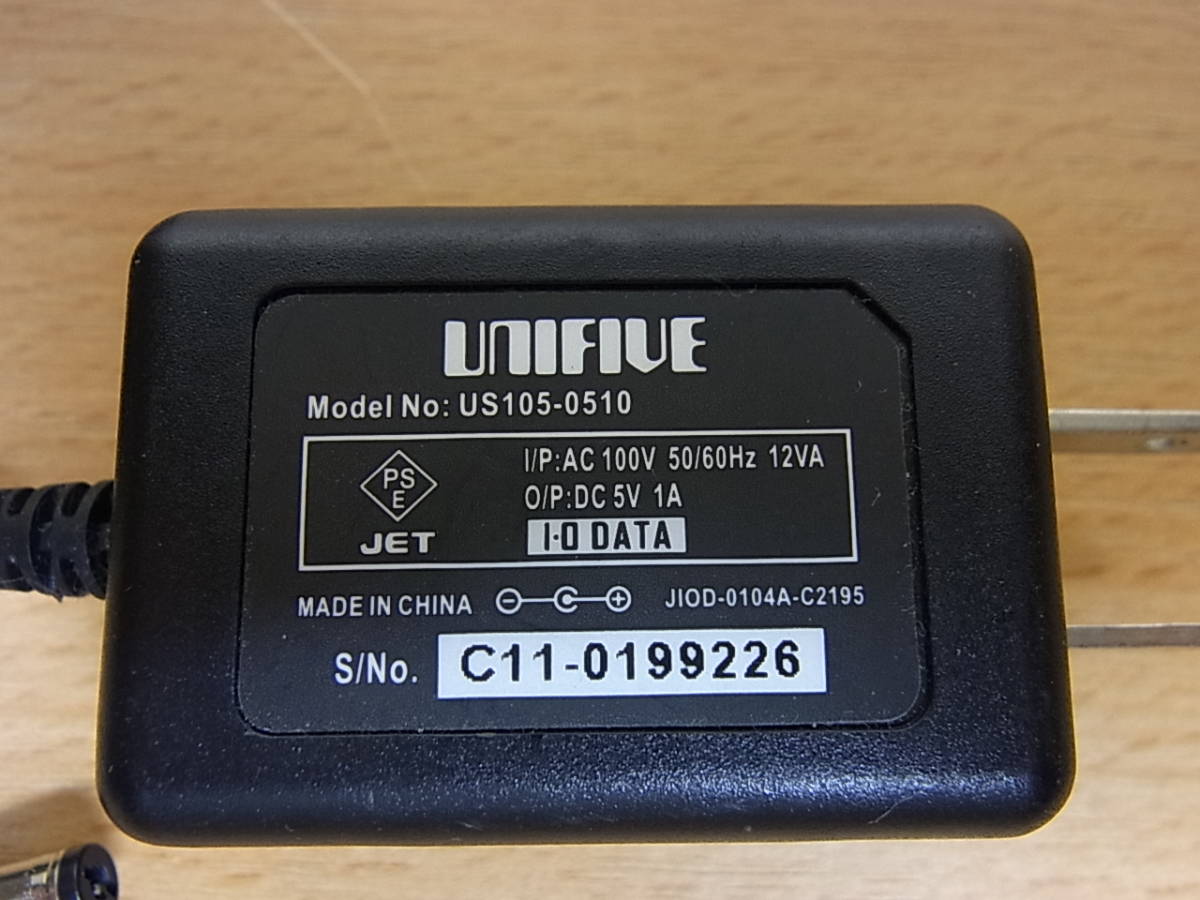 UNIFIVE
Model No: US105-0510
PS
E
JET
I/P:AC 100V 50/60Hz 12VA
O/P:DC 5V 1A
I·O DATA
MADE IN CHINA
JIOD-0104A-C2195
S/No. C11-0199226